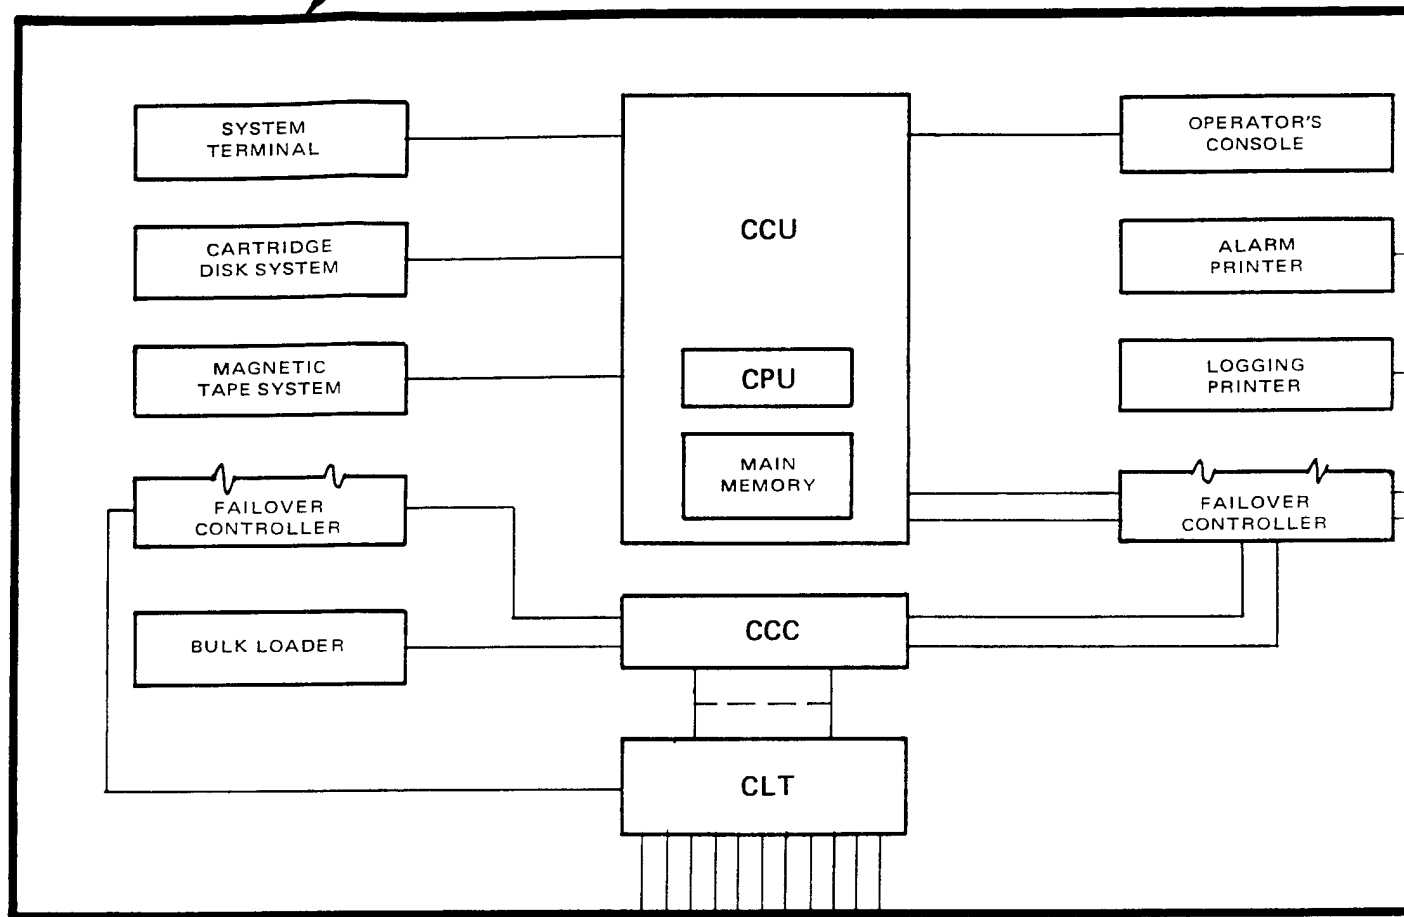 SYSTEM
TERMINAL
CARTRIDGE
DISK SYSTEM
MAGNETIC
TAPE SYSTEM
FAILOVER
CONTROLLER
BULK LOADER
CCU
CPU
MAIN
MEMORY
CCC
CLT
OPERATOR'S
CONSOLE
ALARM
PRINTER
LOGGING
PRINTER
FAILOVER
CONTROLLER